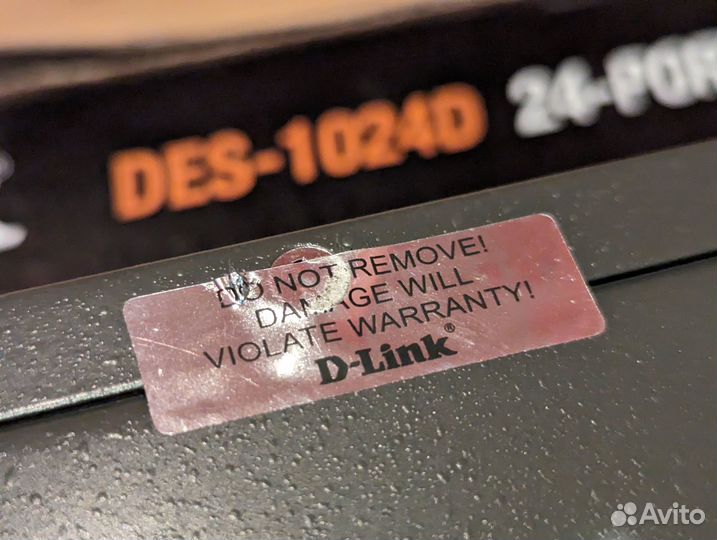 DES-1024D 24-POR
DO NOT REMOVE!
DAMAGE WILL
VIOLATE WARRANTY!
D-Link®
Avito